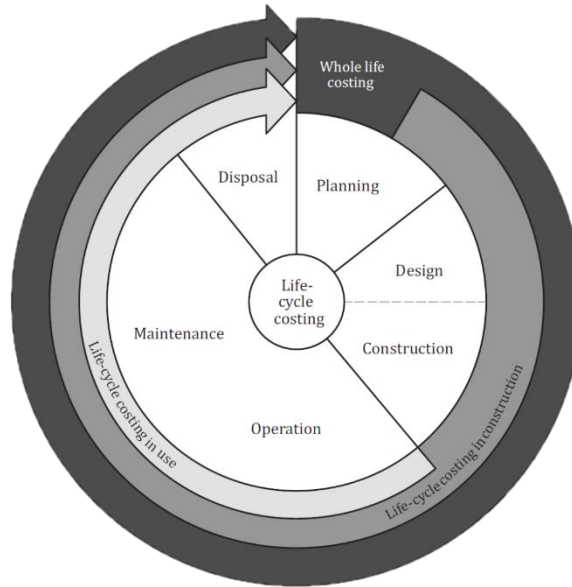 Whole life
costing
Disposal
Planning
Design
Life-
cycle
costing
Construction
Maintenance
Operation
Life-cycle costing in use
Life-cycle costing in construction